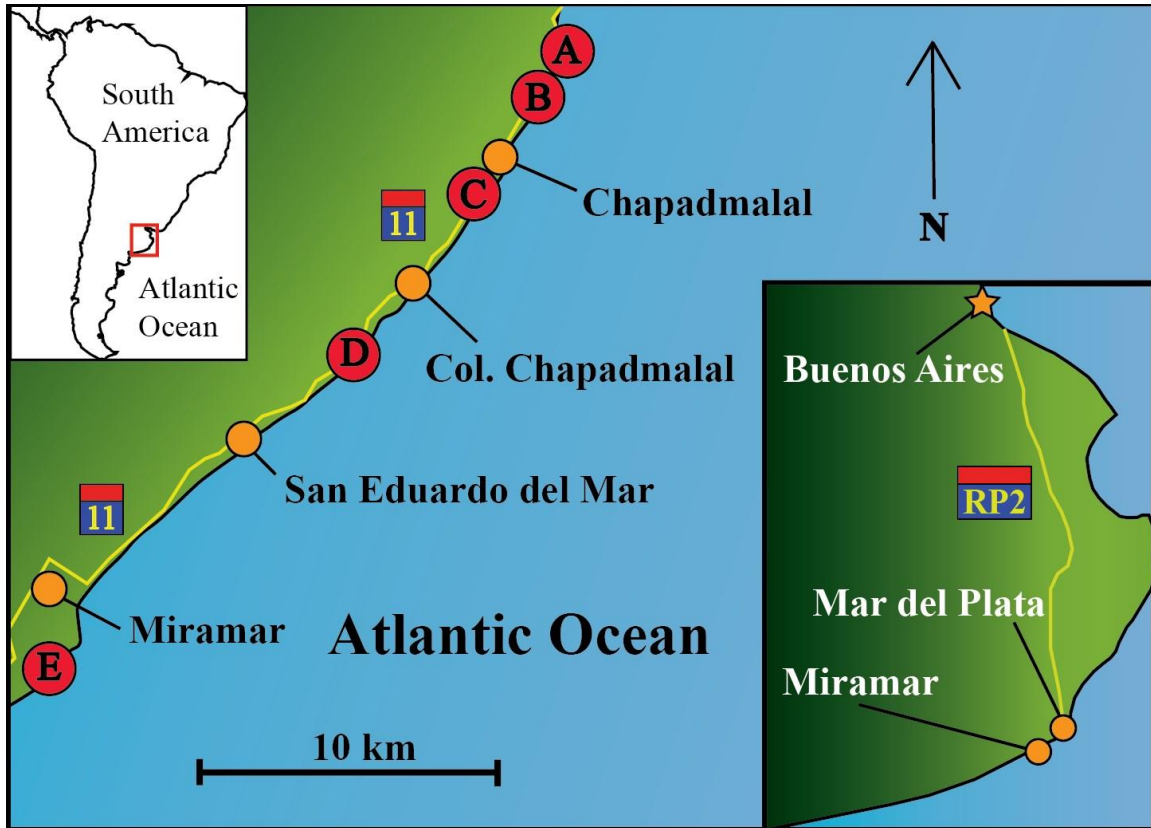 South
America
Atlantic
Ocean
A
B
Chapadmalal
C
11
N
Col. Chapadmalal
D
San Eduardo del Mar
11
Miramar
E
Atlantic Ocean
10 km
Buenos Aires
RP2
Mar del Plata
Miramar